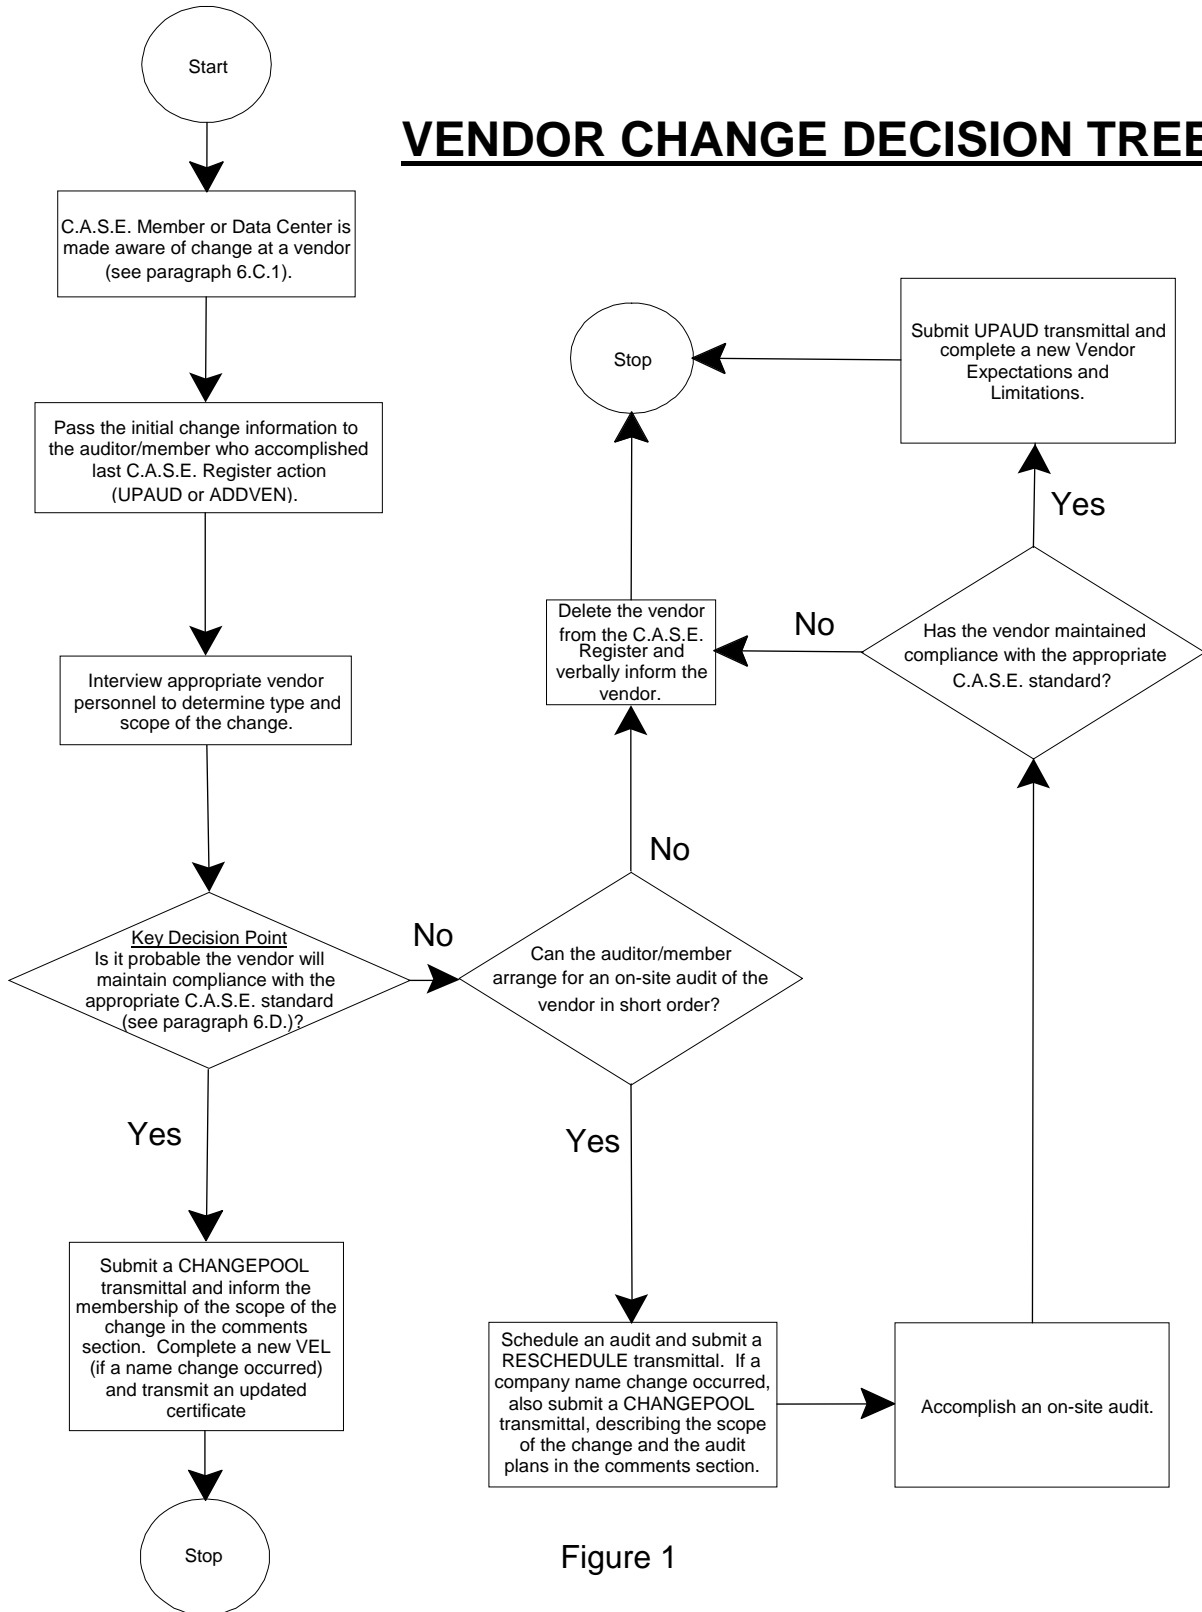 Start
VENDOR CHANGE DECISION TREE
C.A.S.E. Member or Data Center is
made aware of change at a vendor
(see paragraph 6.C.1).
Pass the initial change information to
the auditor/member who accomplished
last C.A.S.E. Register action
(UPAUD or ADDVEN).
Interview appropriate vendor
personnel to determine type and
scope of the change.
Key Decision Point
Is it probable the vendor will
maintain compliance with the
appropriate C.A.S.E. standard
(see paragraph 6.D.)?
Yes
No
Submit a CHANGEPOOL
transmittal and inform the
membership of the scope of the
change in the comments
section. Complete a new VEL
(if a name change occurred)
and transmit an updated
certificate
Stop
Can the auditor/member
arrange for an on-site audit of the
vendor in short order?
No
Yes
Delete the vendor
from the C.A.S.E.
Register and
verbally inform the
vendor.
Stop
Schedule an audit and submit a
RESCHEDULE transmittal. If a
company name change occurred,
also submit a CHANGEPOOL
transmittal, describing the scope
of the change and the audit
plans in the comments section.
Accomplish an on-site audit.
Has the vendor maintained
compliance with the appropriate
C.A.S.E. standard?
No
Yes
Submit UPAUD transmittal and
complete a new Vendor
Expectations and
Limitations.
Figure 1